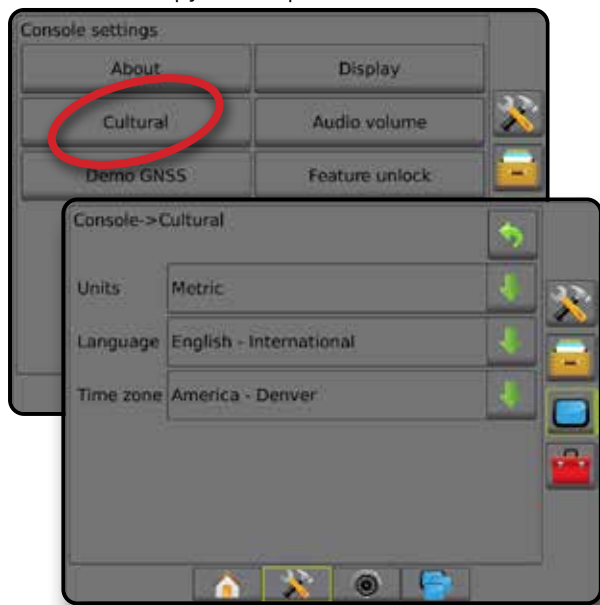 Console settings
About Display
Cultural Audio volume
Demo GNSS Feature unlock
Console->Cultural
Units Metric
Language English - International
Time zone America - Denver